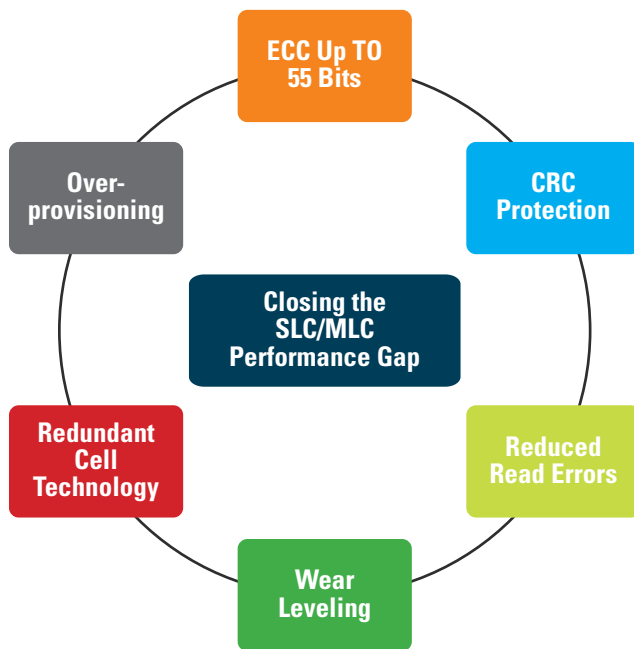 ECC Up TO
55 Bits
CRC
Protection
Reduced
Read Errors
Wear
Leveling
Redundant
Cell
Technology
Over-
provisioning
Closing the
SLC/MLC
Performance Gap